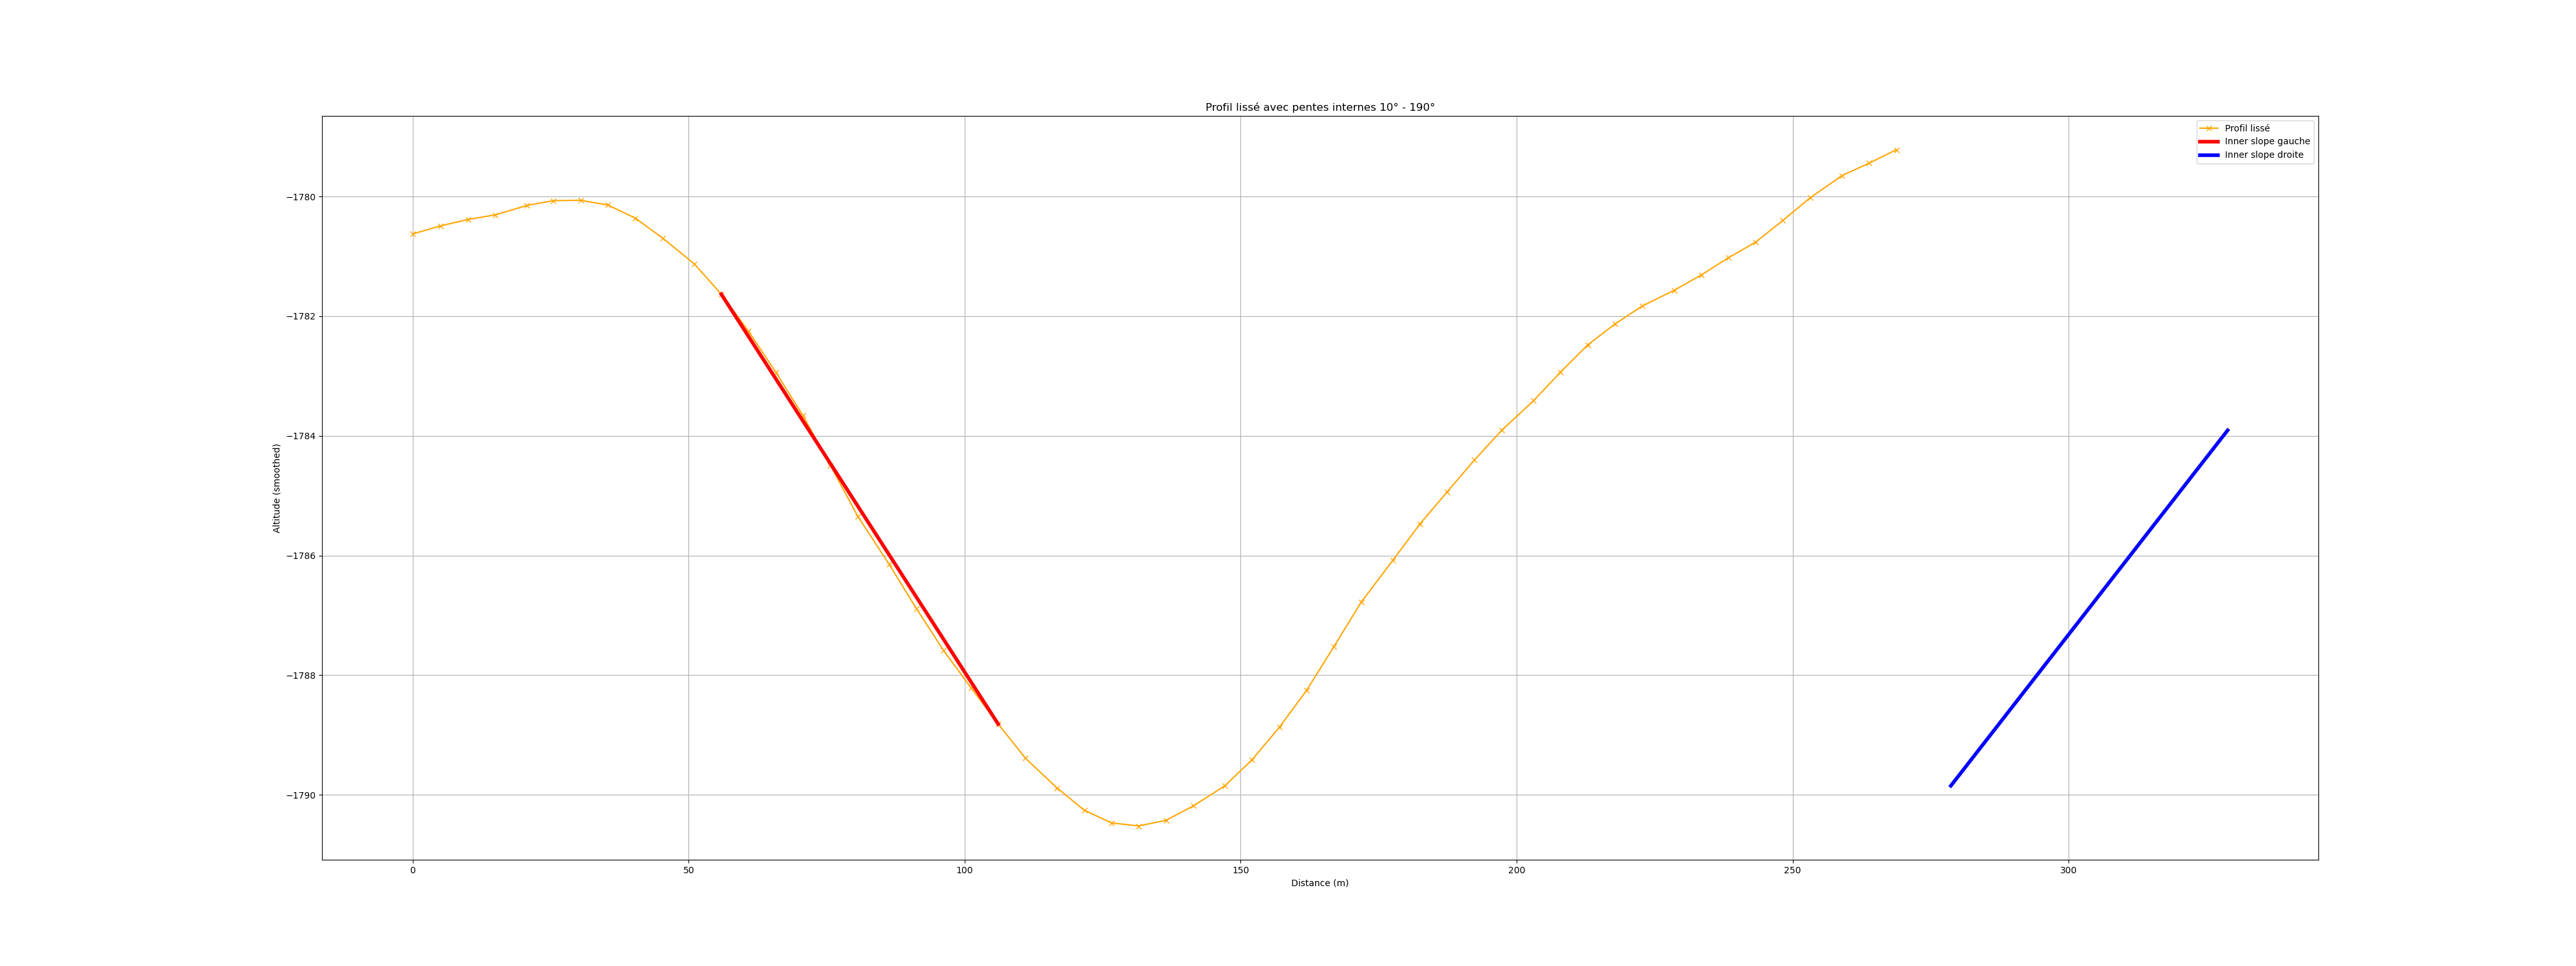 Profil lissé avec pentes internes 10° - 190°
Profil lissé
Inner slope gauche
Inner slope droite
Altitude (smoothed)
−1780
−1782
−1784
−1786
−1788
−1790
0 50 100 150 200 250 300
Distance (m)